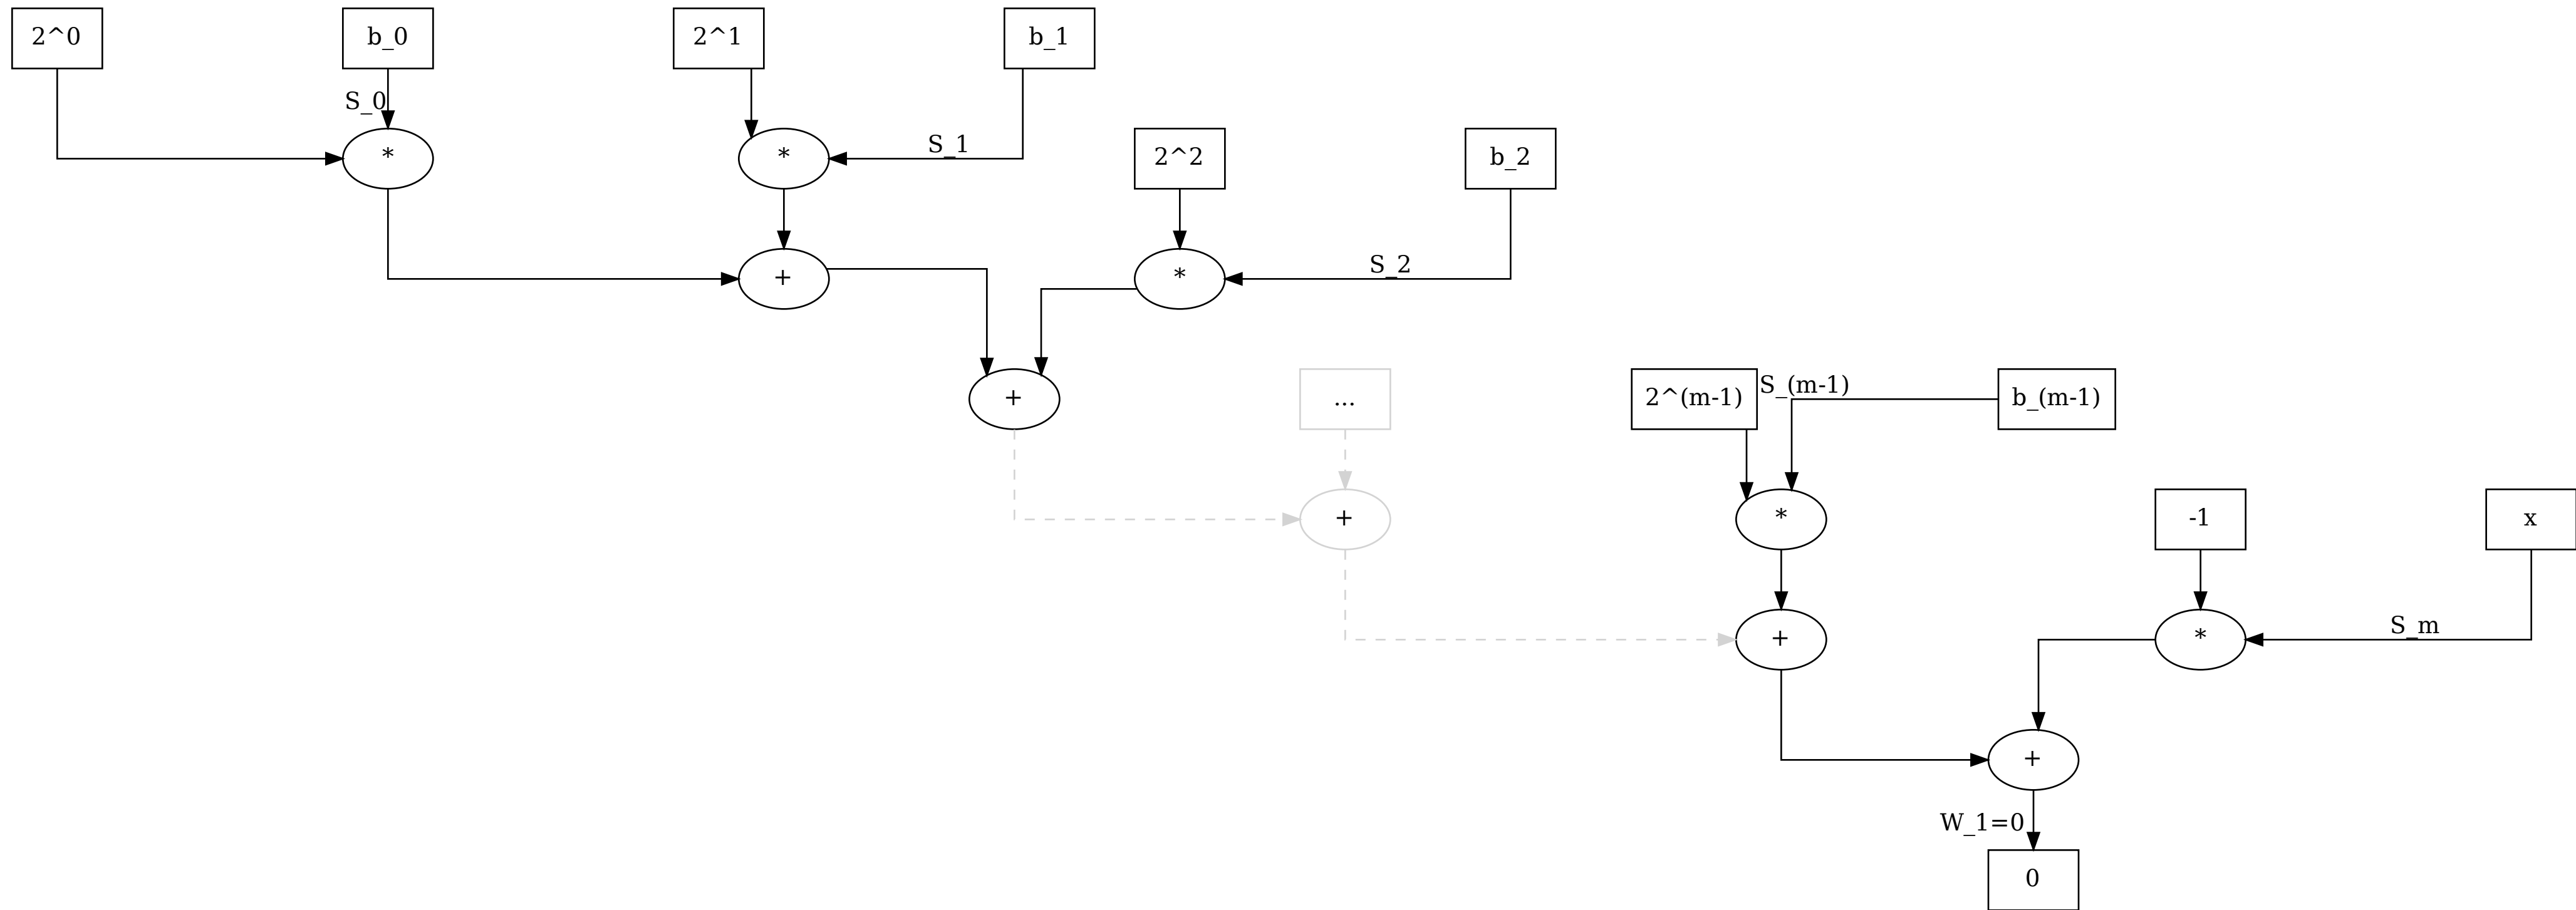 2^0
b_0
2^1
b_1
S_0
*
*
S_1
2^2
b_2
+
*
S_2
+
...
2^(m-1)
S_(m-1)
b_(m-1)
+
*
-1
x
+
*
S_m
+
W_1=0
0